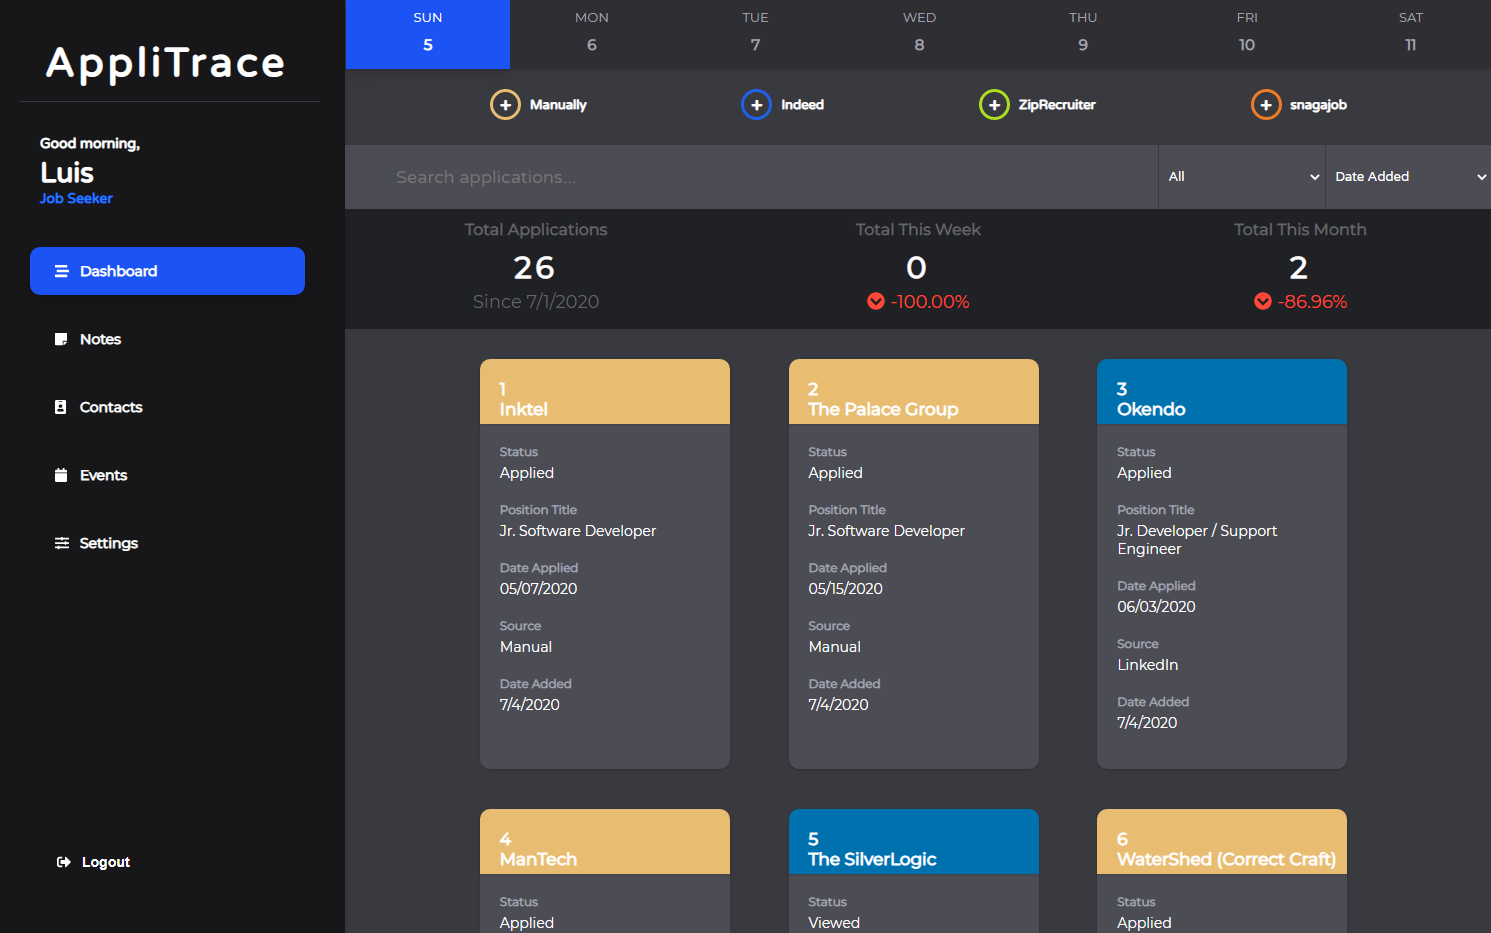 AppliTrace
Good morning,
Luis
Job Seeker
Dashboard
Notes
Contacts
Events
Settings
Logout
SUN MON TUE WED THU FRI SAT
5 6 7 8 9 10 11
Manually Indeed ZipRecruiter snagajob
Search applications... All Date Added
Total Applications Total This Week Total This Month
26 0 2
Since 7/1/2020 -100.00% -86.96%
1
Inktel
Status
Applied
Position Title
Jr. Software Developer
Date Applied
05/07/2020
Source
Manual
Date Added
7/4/2020
2
The Palace Group
Status
Applied
Position Title
Jr. Software Developer
Date Applied
05/15/2020
Source
Manual
Date Added
7/4/2020
3
Okendo
Status
Applied
Position Title
Jr. Developer / Support
Engineer
Date Applied
06/03/2020
Source
LinkedIn
Date Added
7/4/2020
4
ManTech
Status
Applied
5
The SilverLogic
Status
Viewed
6
WaterShed (Correct Craft)
Status
Applied